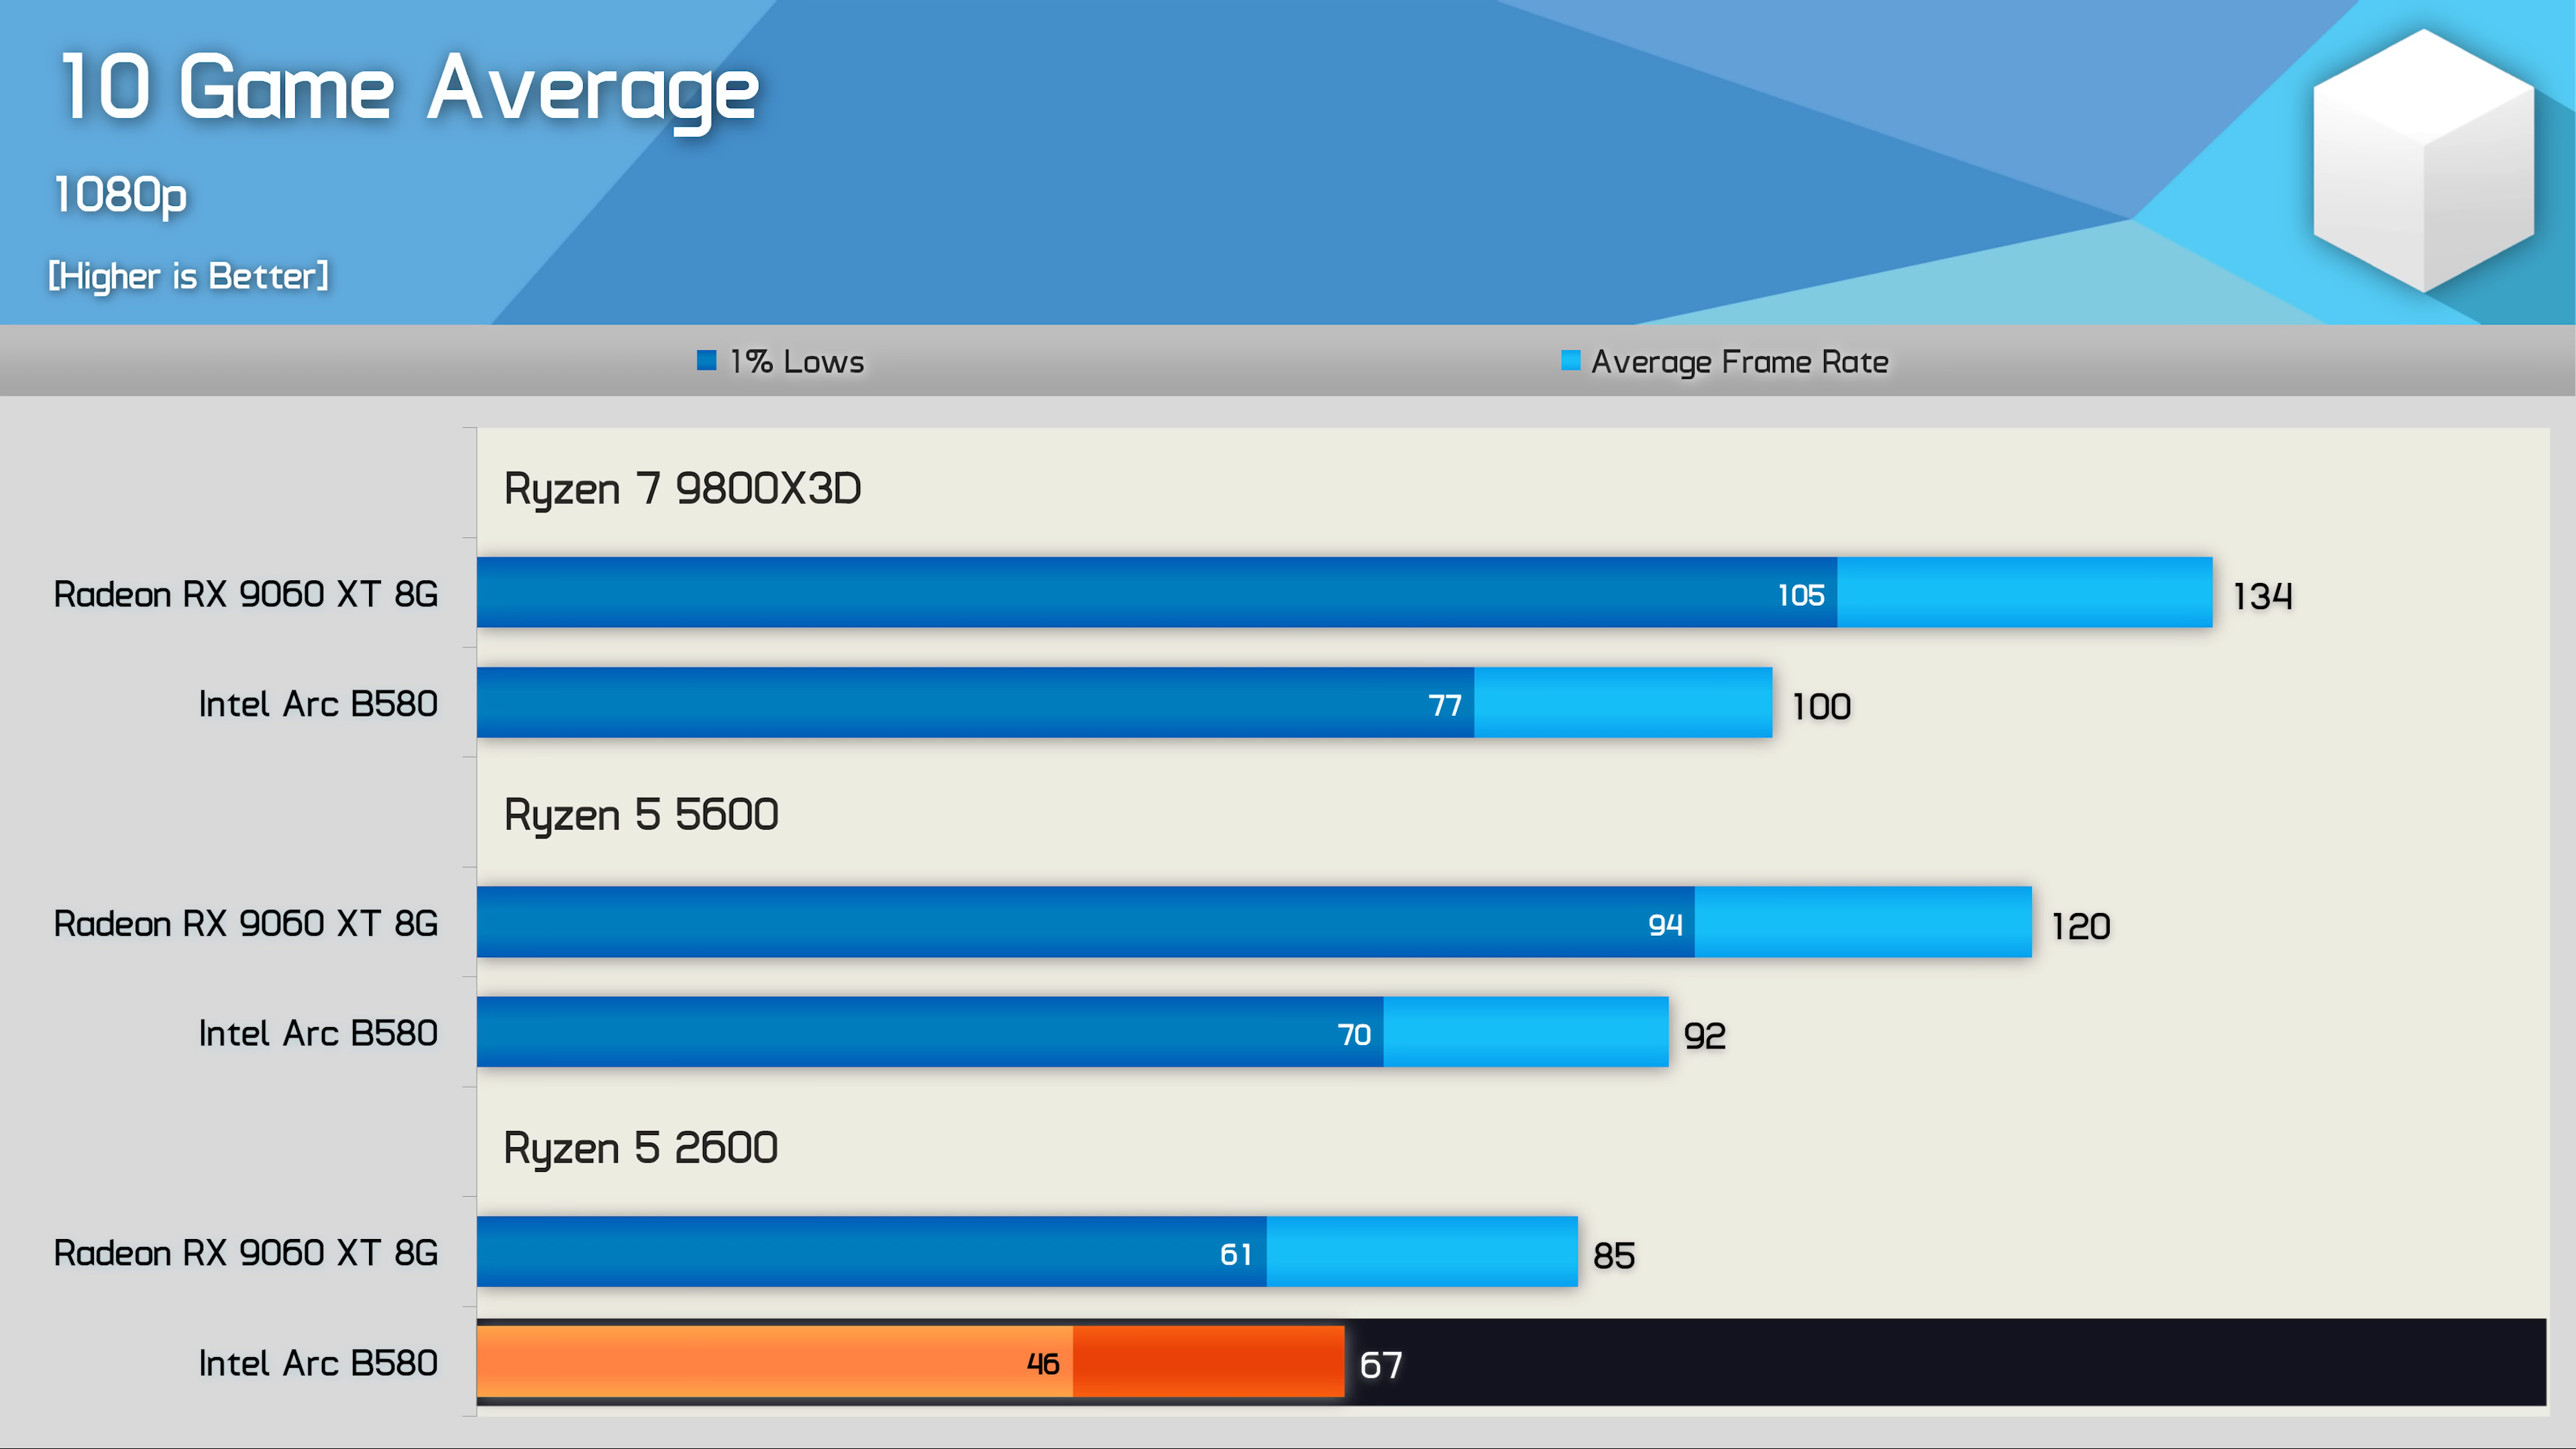 10 Game Average
1080p
[Higher is Better]
1% Lows
Average Frame Rate
Ryzen 7 9800X3D
Radeon RX 9060 XT 8G 105 134
Intel Arc B580 77 100
Ryzen 5 5600
Radeon RX 9060 XT 8G 94 120
Intel Arc B580 70 92
Ryzen 5 2600
Radeon RX 9060 XT 8G 61 85
Intel Arc B580 46 67